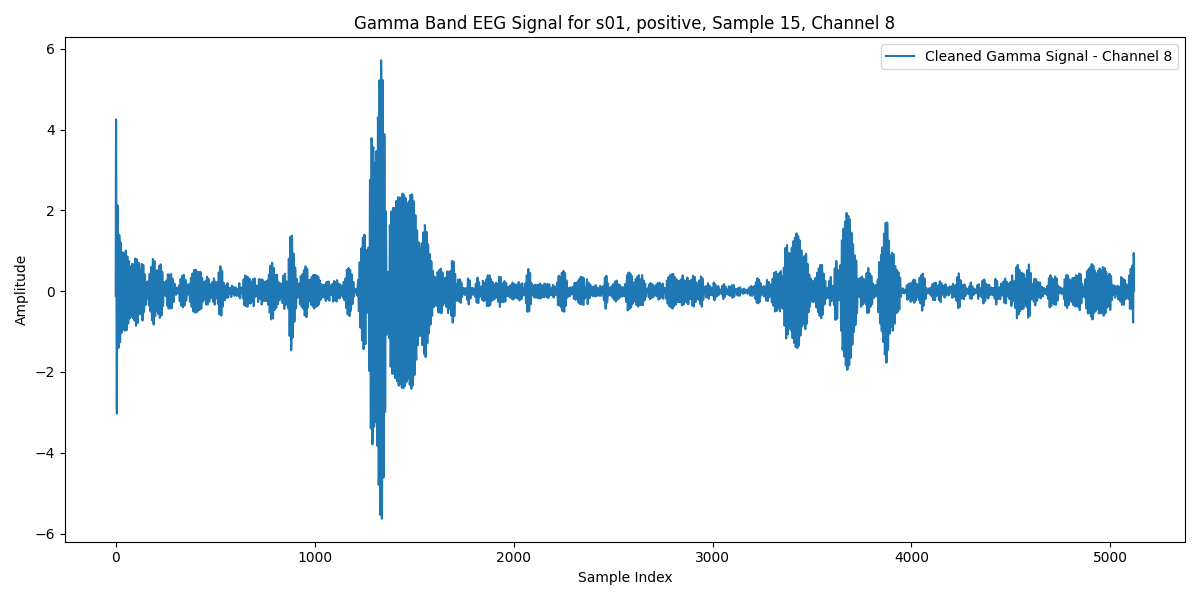 Gamma Band EEG Signal for s01, positive, Sample 15, Channel 8
Cleaned Gamma Signal - Channel 8
Amplitude
6
4
2
0
−2
−4
−6
0 1000 2000 3000 4000 5000
Sample Index